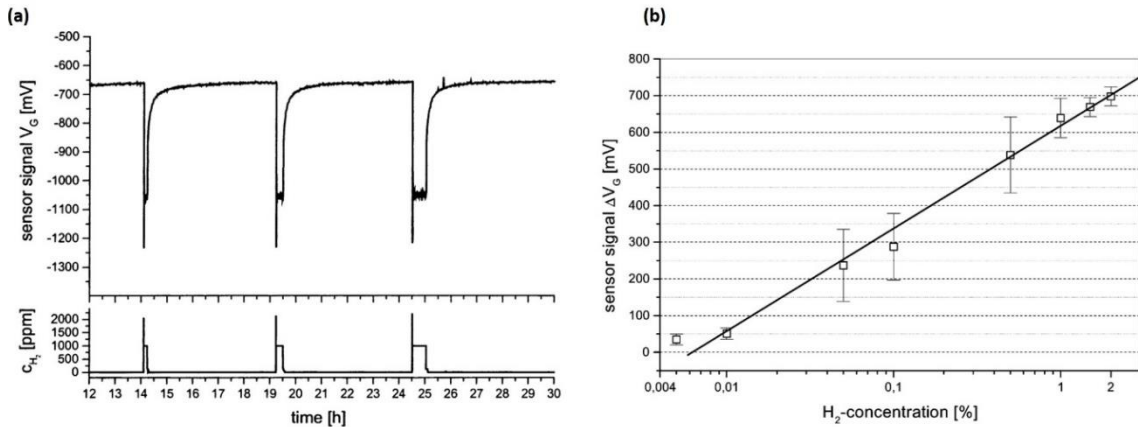 (a)
-500
-600
-700
-800
-900
-1000
-1100
-1200
-1300
sensor signal V_G [mV]
2000
1500
1000
500
0
c_H₂ [ppm]
12 13 14 15 16 17 18 19 20 21 22 23 24 25 26 27 28 29 30
time [h]
(b)
800
700
600
500
400
300
200
100
0
sensor signal ΔV_G [mV]
0,004 0,01 0,1 1 2
H₂-concentration [%]